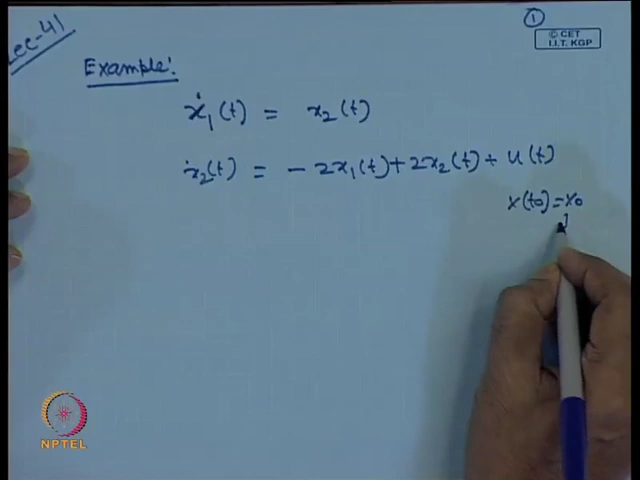 Lec-41
①
© CET
I.I.T. KGP
Example:
ẋ₁(t) = x₂(t)
ẋ₂(t) = - 2x₁(t) + 2x₂(t) + u(t)
x(t₀) = x₀
NPTEL